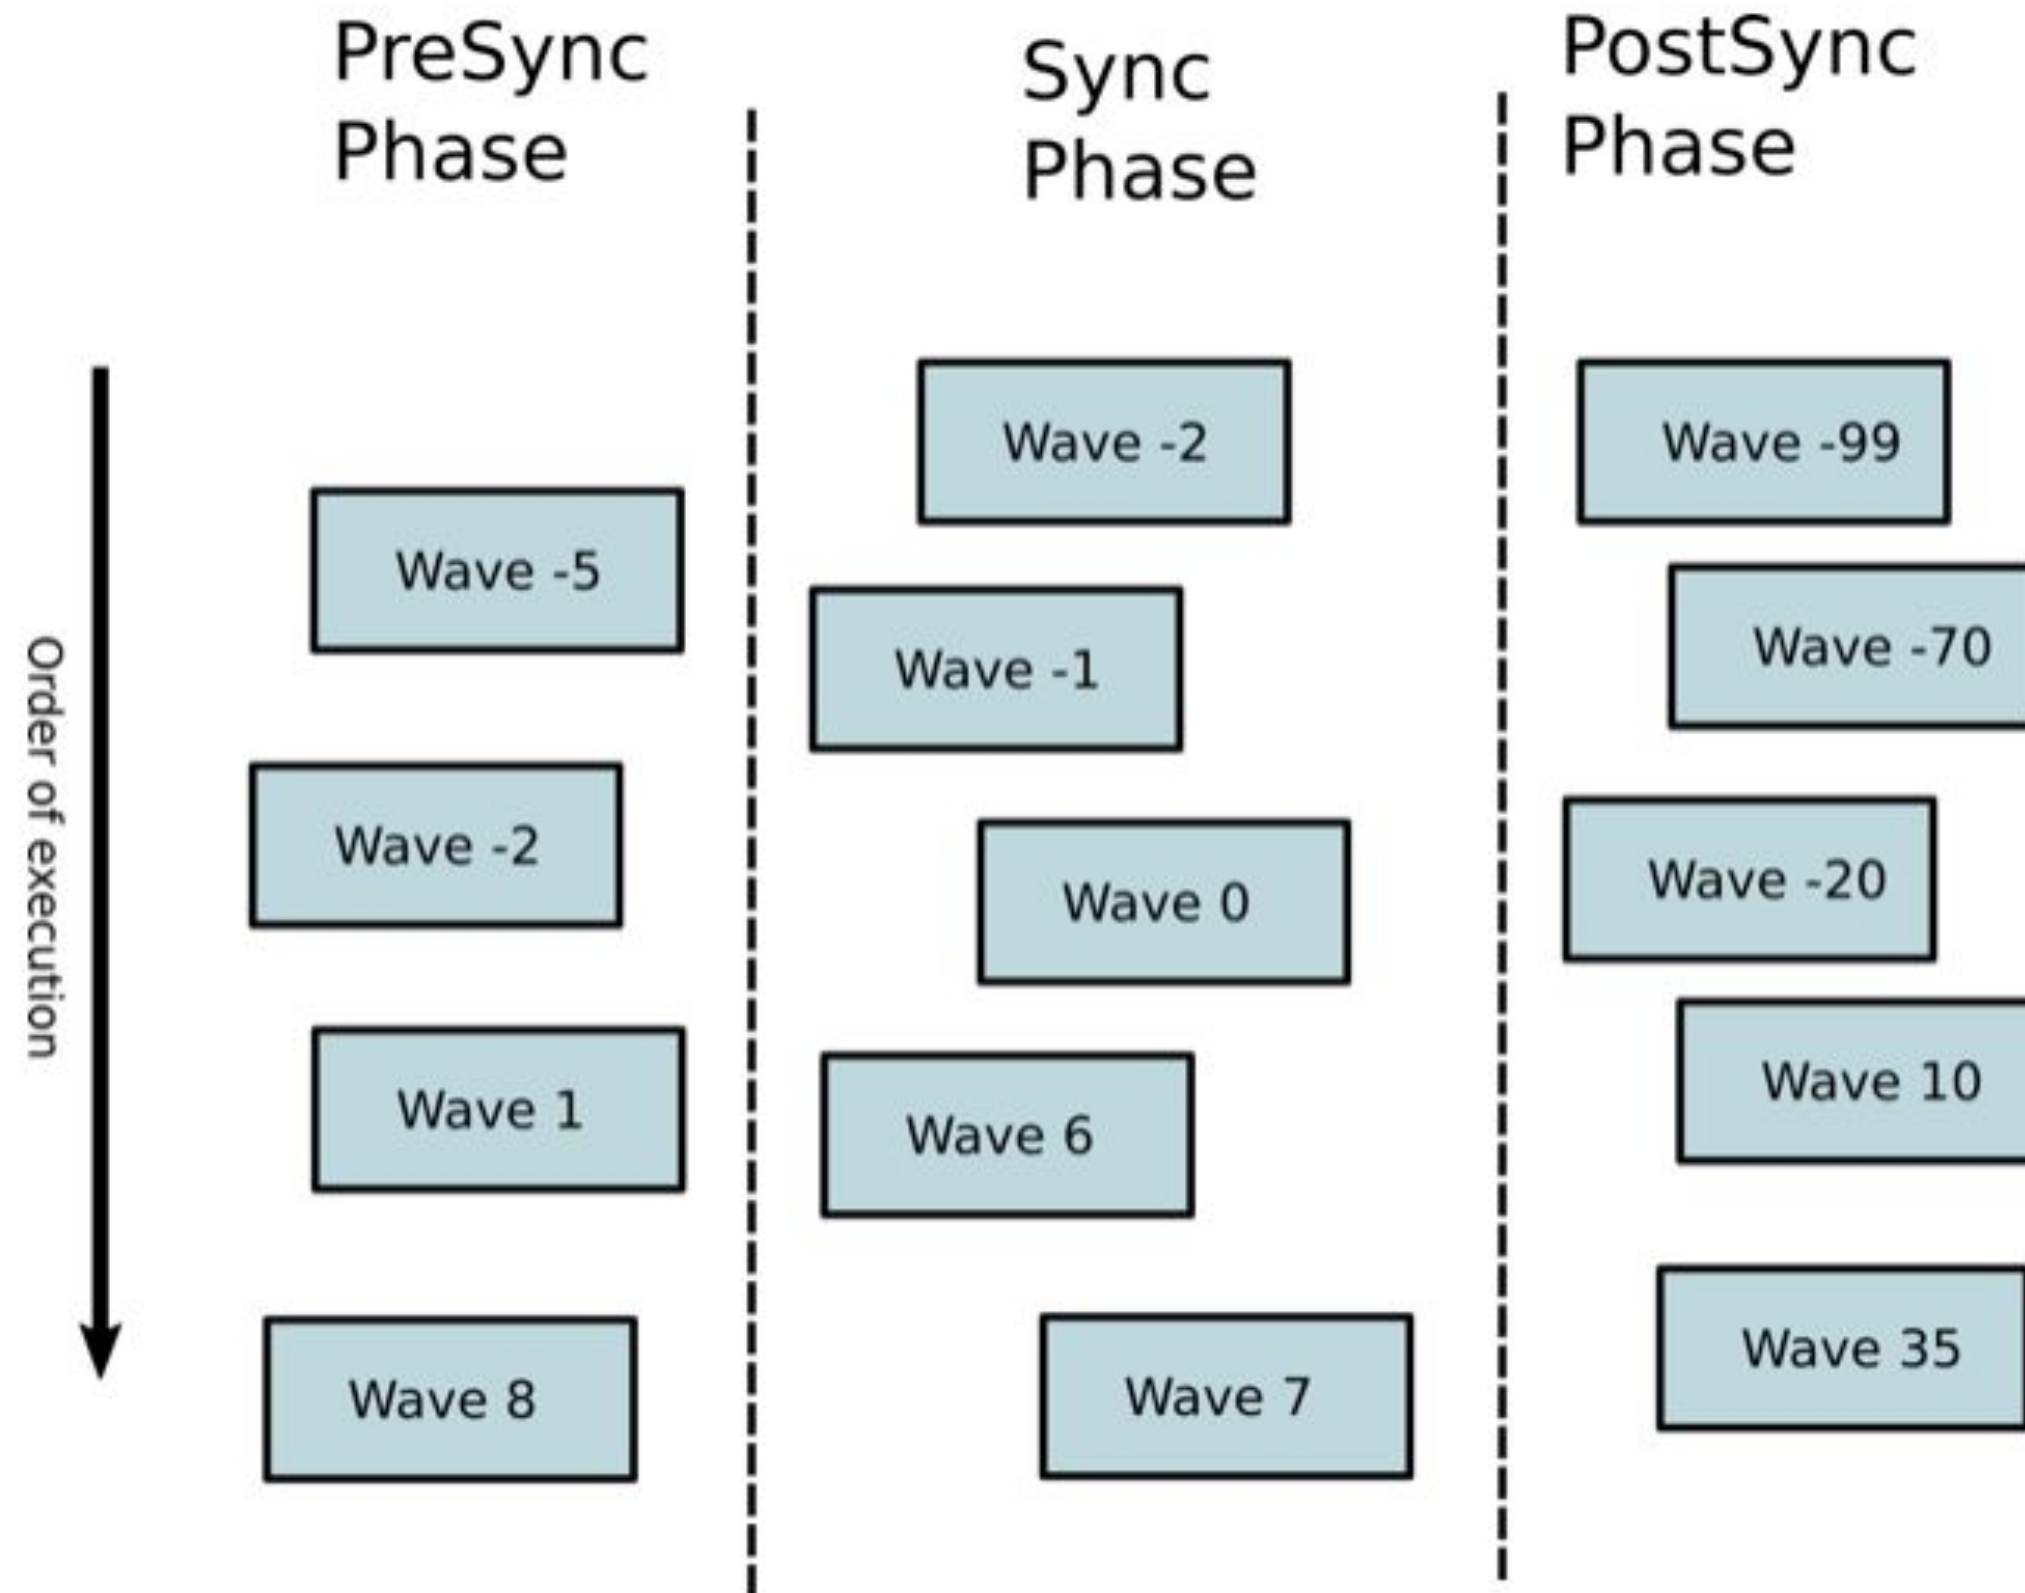 PreSync
Phase
Sync
Phase
PostSync
Phase
Order of execution
Wave -5
Wave -2
Wave 1
Wave 8
Wave -2
Wave -1
Wave 0
Wave 6
Wave 7
Wave -99
Wave -70
Wave -20
Wave 10
Wave 35